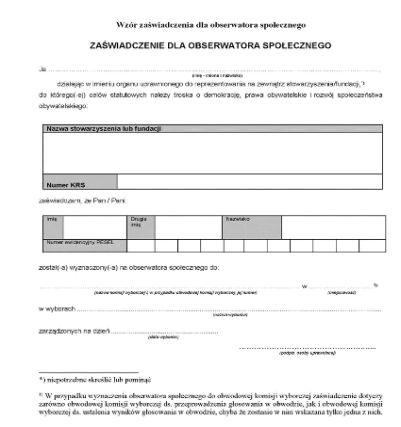 Wzór zaświadczenia dla obserwatora społecznego
ZAŚWIADCZENIE DLA OBSERWATORA SPOŁECZNEGO
Ja
(imię - imiona i nazwisko)
działając w imieniu organu uprawnionego do reprezentowania na zewnątrz stowarzyszenia/fundacji,*)
do którego(-ej) celów statutowych należy troska o demokrację, prawa obywatelskie i rozwój społeczeństwa
obywatelskiego:
Nazwa stowarzyszenia lub fundacji
Numer KRS
zaświadczam, że Pan / Pani:
Imię Drugie imię Nazwisko
Numer ewidencyjny PESEL
został(-a) wyznaczony(-a) na obserwatora społecznego do:
w
(nazwa komisji wyborczej, a w przypadku obwodowej komisji wyborczej, jej numer) (miejscowość)
w wyborach
(nazwa wyborów)
zarządzonych na dzień
(data wyborów)
(podpis osoby uprawnionej)
*) niepotrzebne skreślić lub pominąć
W przypadku wyznaczenia obserwatora społecznego do obwodowej komisji wyborczej zaświadczenie dotyczy
zarówno obwodowej komisji wyborczej ds. przeprowadzenia głosowania w obwodzie, jak i obwodowej komisji
wyborczej ds. ustalenia wyników głosowania w obwodzie, chyba że zostanie w nim wskazana tylko jedna z nich.